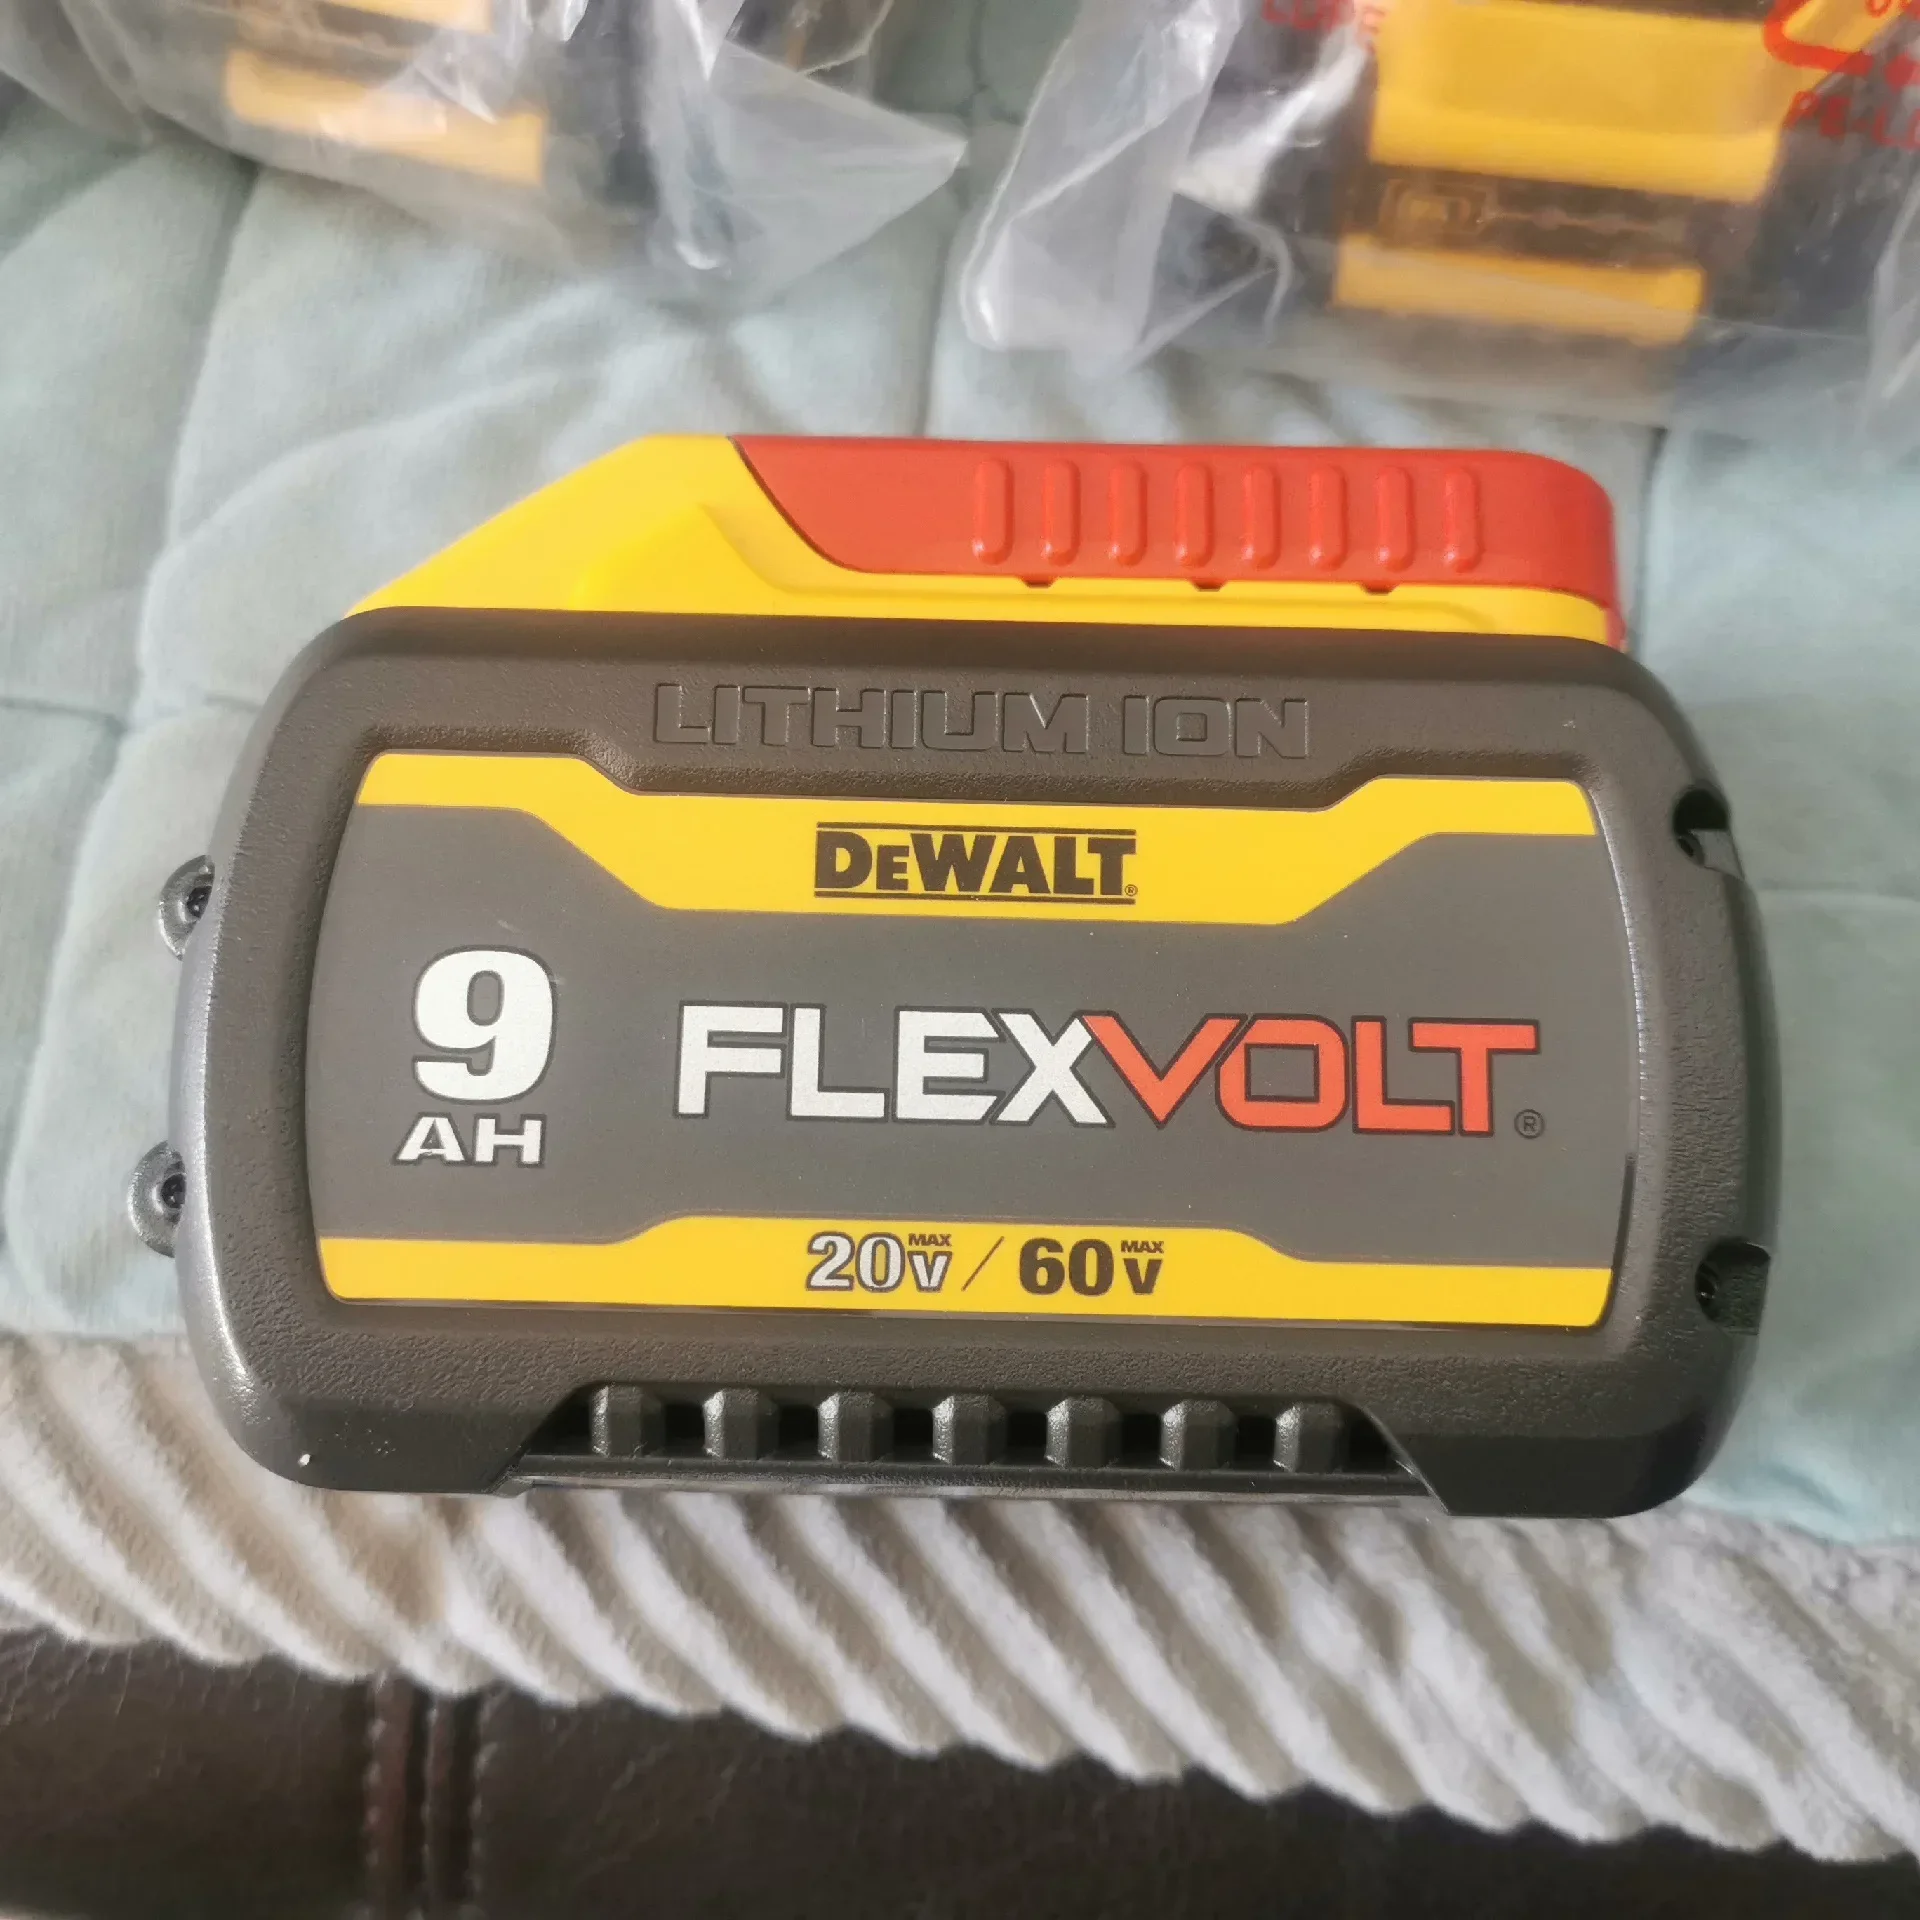 LITHIUM ION
DEWALT®
9
AH
FLEXVOLT®
20V MAX / 60V MAX